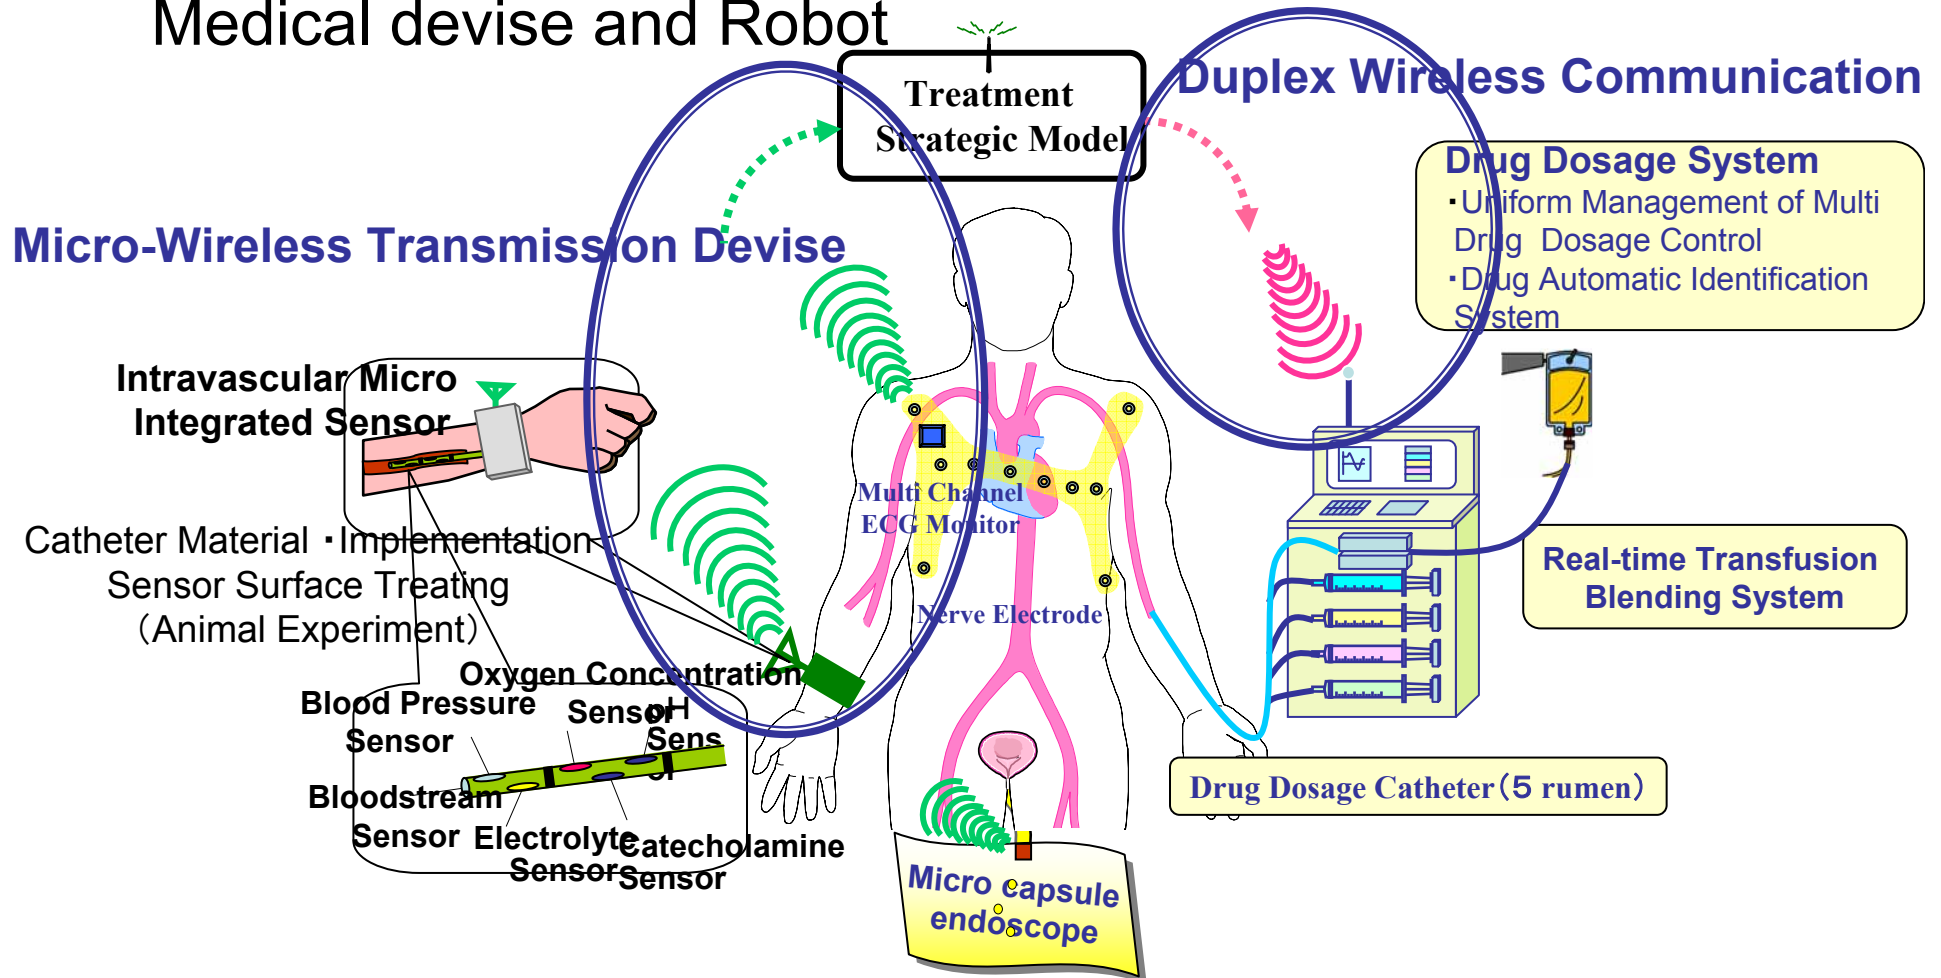 Medical devise and Robot
Treatment
Strategic Model
Duplex Wireless Communication
Drug Dosage System
・Uniform Management of Multi
Drug Dosage Control
・Drug Automatic Identification
System
Micro-Wireless Transmission Devise
Intravascular Micro
Integrated Sensor
Catheter Material ・Implementation
Sensor Surface Treating
（Animal Experiment）
Multi Channel
ECG Monitor
Nerve Electrode
Real-time Transfusion
Blending System
Oxygen Concentration
Sensor
pH
Sens
or
Blood Pressure
Sensor
Bloodstream
Sensor
Electrolyte
Sensor
Catecholamine
Sensor
Drug Dosage Catheter（5 rumen）
Micro capsule
endoscope